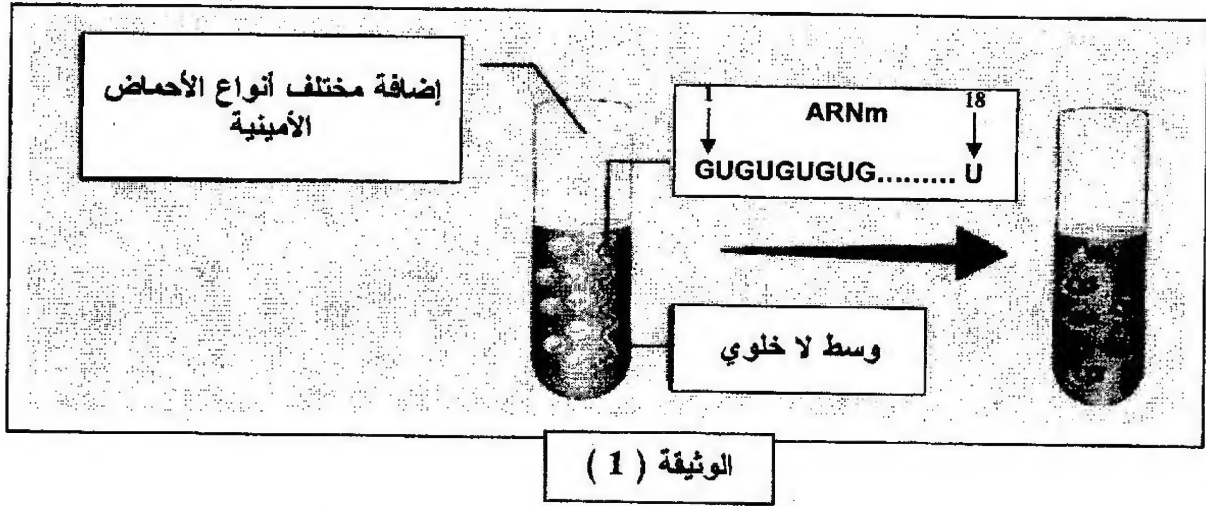 إضافة مختلف أنواع الأحماض
الأمينية
1
18
ARNm
GUGUGUGUG......... U
وسط لا خلوي
الوثيقة ( 1 )